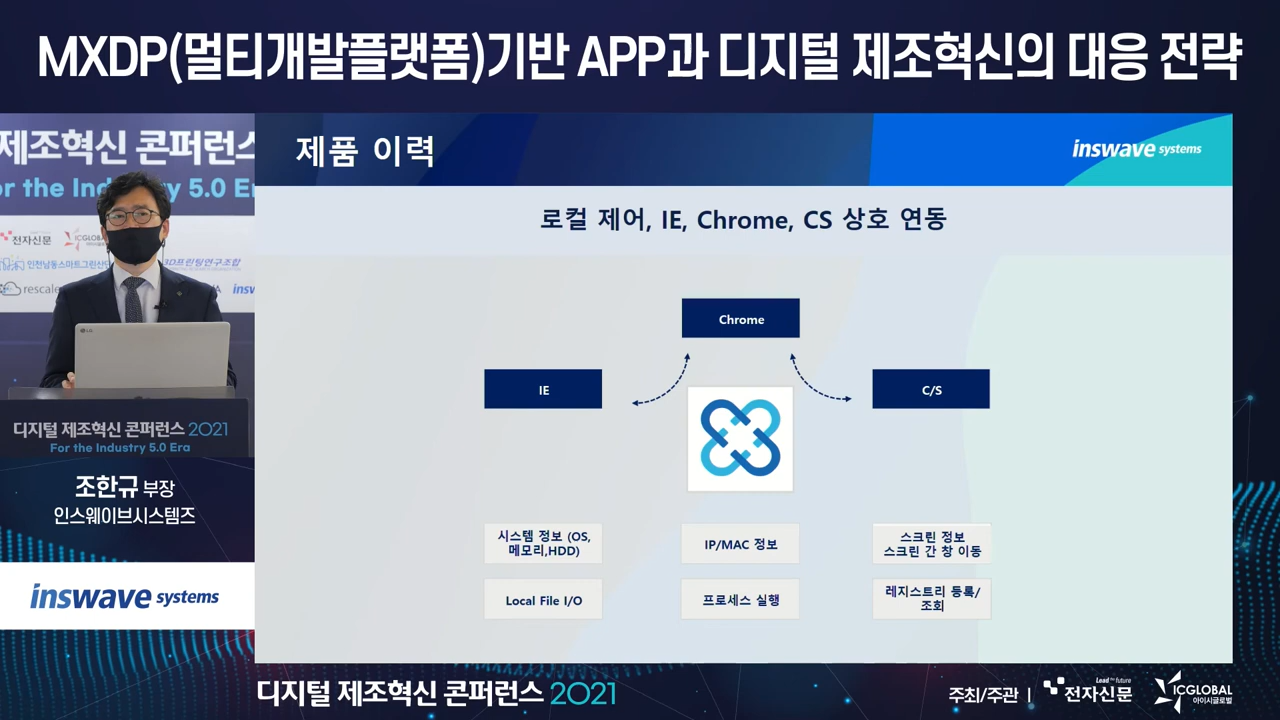 MXDP(멀티개발플랫폼)기반 APP과 디지털 제조혁신의 대응 전략
제조혁신 콘퍼런스
For the Industry 5.0 Era
전자신문
ICGLOBAL
인천남동스마트그린산단
3D프린팅연구조합
rescale
제품 이력
inswave systems
로컬 제어, IE, Chrome, CS 상호 연동
Chrome
IE
C/S
시스템 정보 (OS,
메모리,HDD)
IP/MAC 정보
스크린 정보
스크린 간 창 이동
Local File I/O
프로세스 실행
레지스트리 등록/
조회
LG
디지털 제조혁신 콘퍼런스 2021
For the Industry 5.0 Era
조한규 부장
인스웨이브시스템즈
inswave systems
디지털 제조혁신 콘퍼런스 2021
주최/주관 |
Lead the future
전자신문
ICGLOBAL
아이씨글로벌